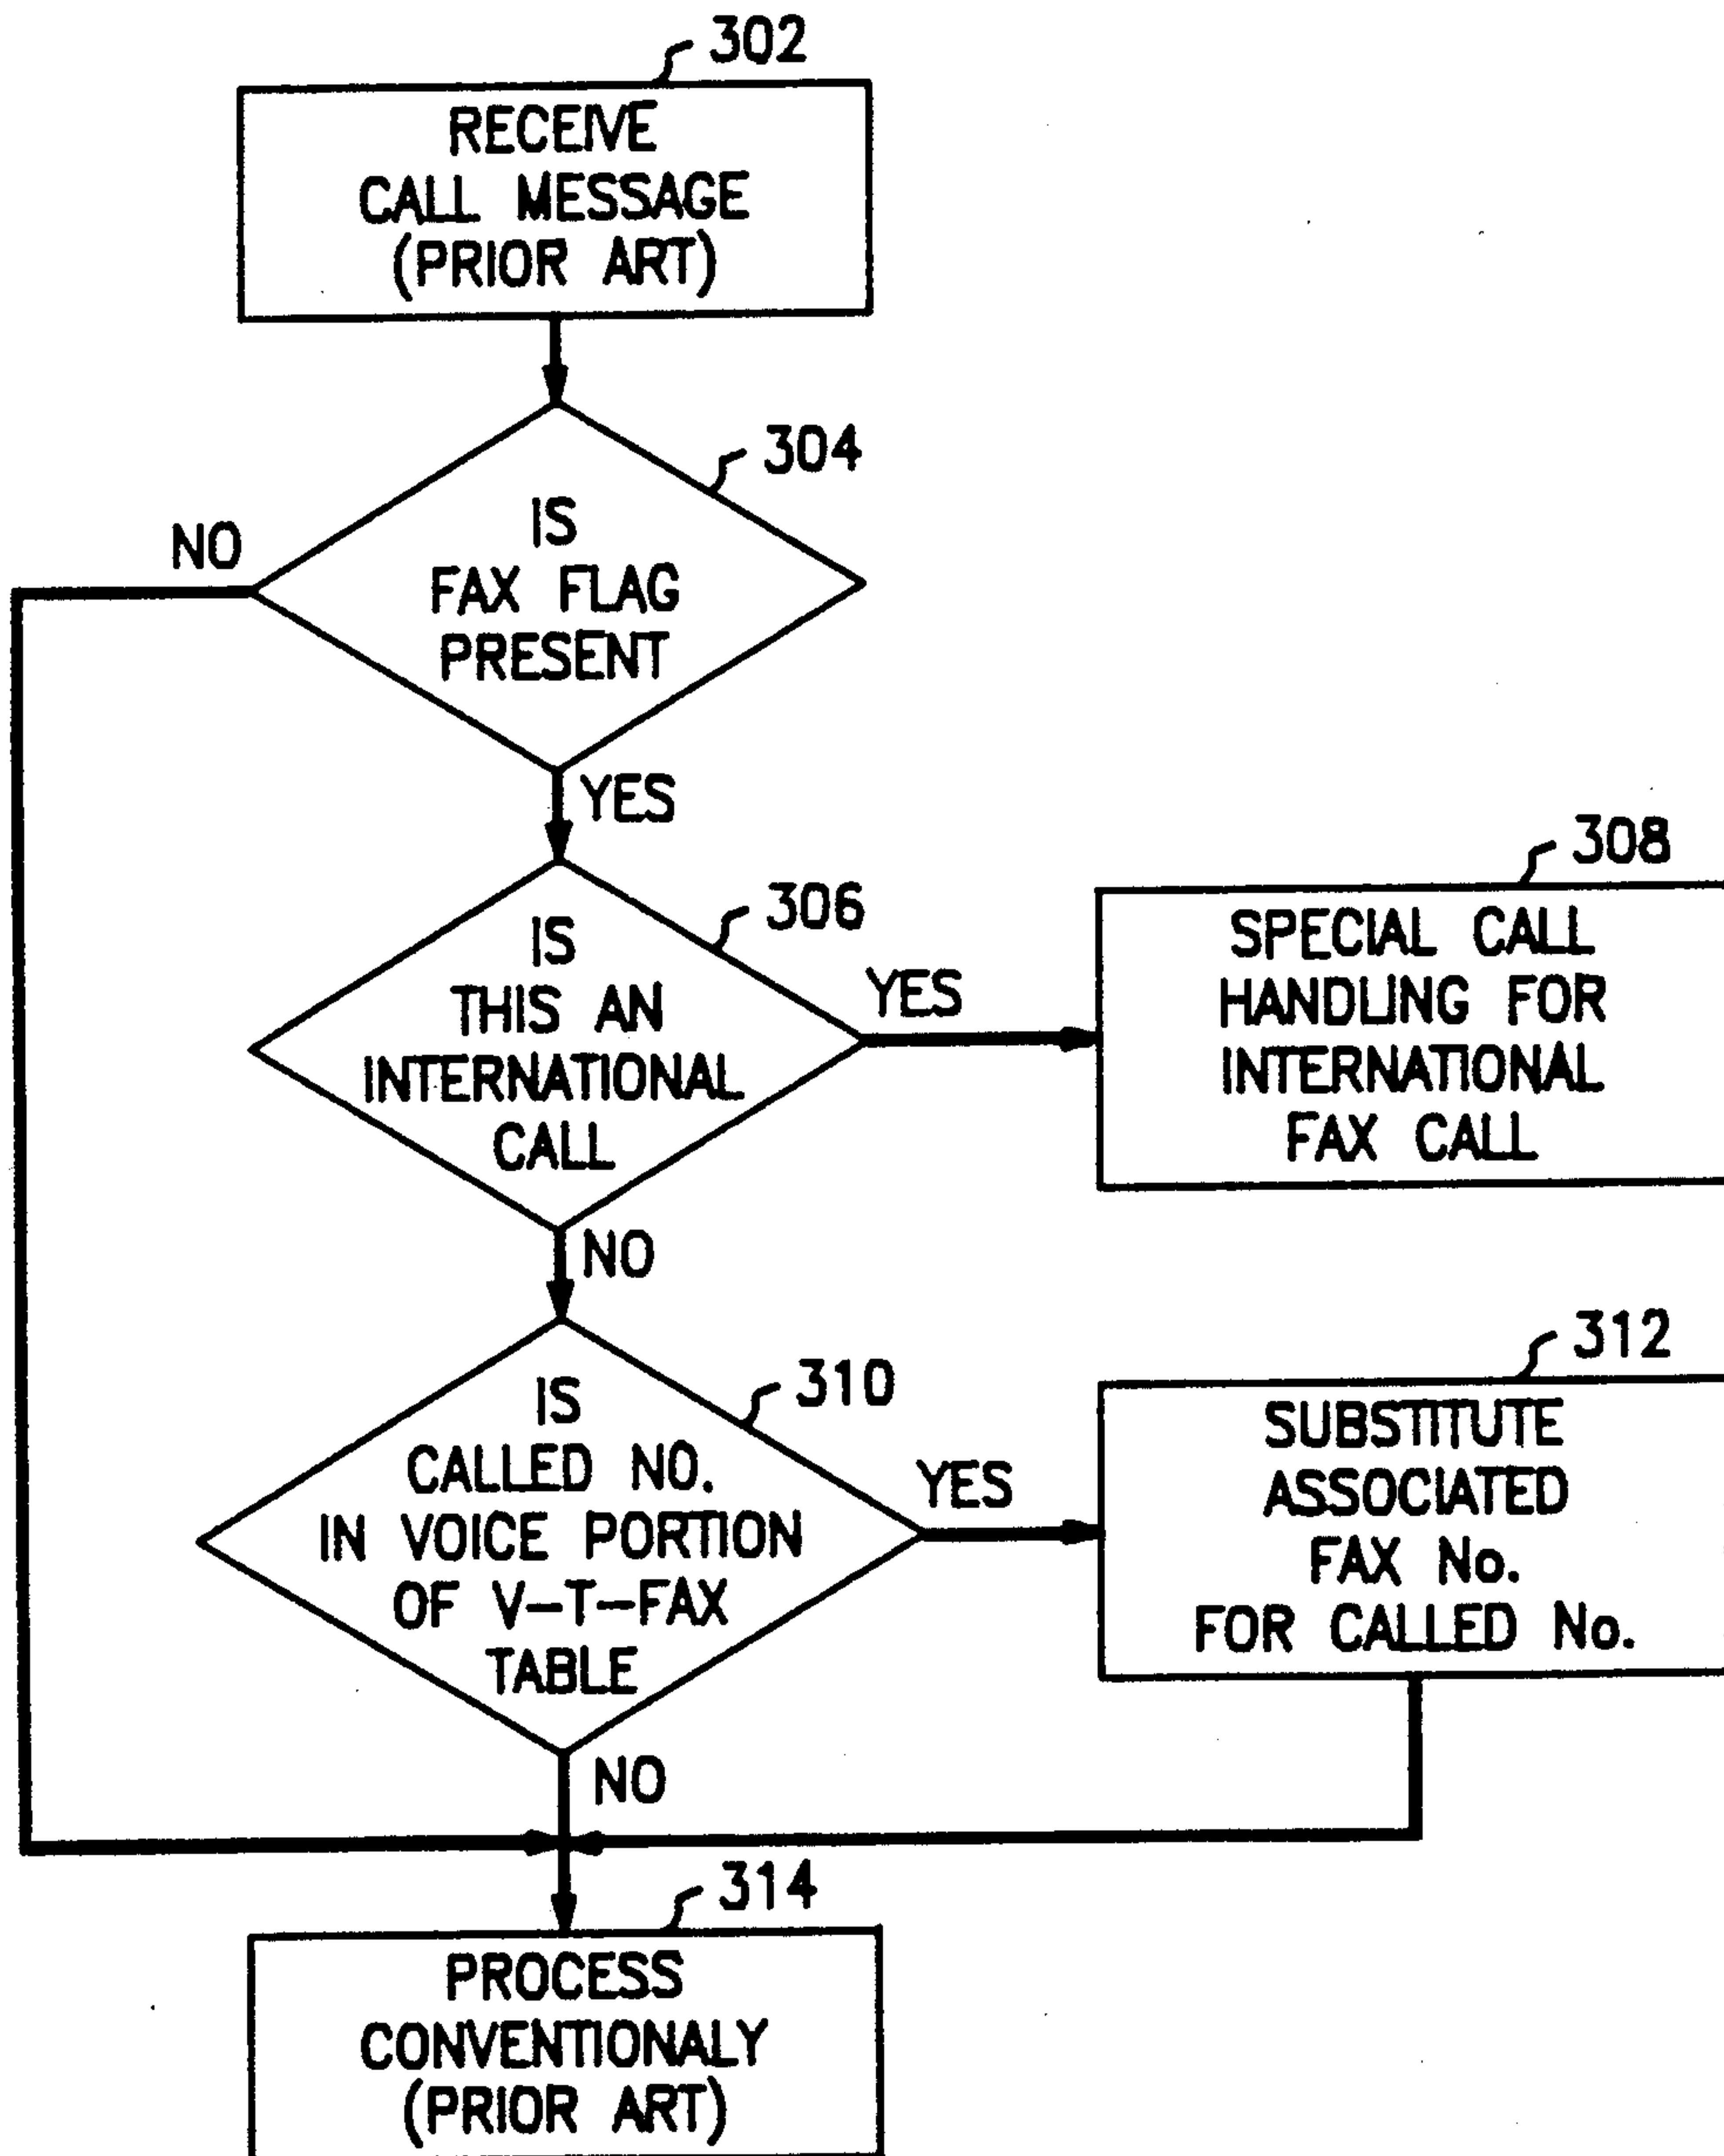 302
RECEIVE
CALL MESSAGE
(PRIOR ART)
304
IS
FAX FLAG
PRESENT
NO
YES
306
IS
THIS AN
INTERNATIONAL
CALL
YES
308
SPECIAL CALL
HANDLING FOR
INTERNATIONAL
FAX CALL
NO
310
IS
CALLED NO.
IN VOICE PORTION
OF V-T-FAX
TABLE
YES
312
SUBSTITUTE
ASSOCIATED
FAX No.
FOR CALLED No.
NO
314
PROCESS
CONVENTIONALY
(PRIOR ART)